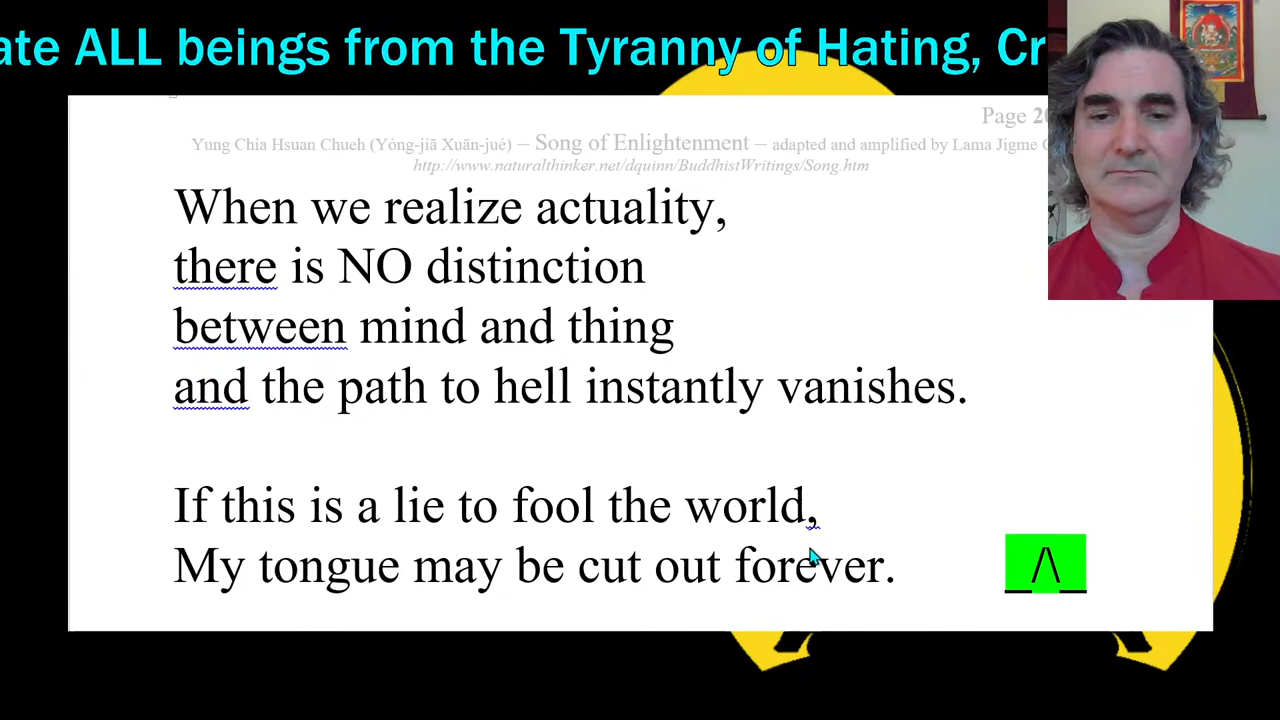 ate ALL beings from the Tyranny of Hating, Cr
Page 20
Yung Chia Hsuan Chueh (Yòng-jiā Xuān-jué) – Song of Enlightenment – adapted and amplified by Lama Jigme
http://www.naturalthinker.net/dquinn/BuddhistWritings/Song.htm
When we realize actuality,
there is NO distinction
between mind and thing
and the path to hell instantly vanishes.
If this is a lie to fool the world,
My tongue may be cut out forever.
_/\_